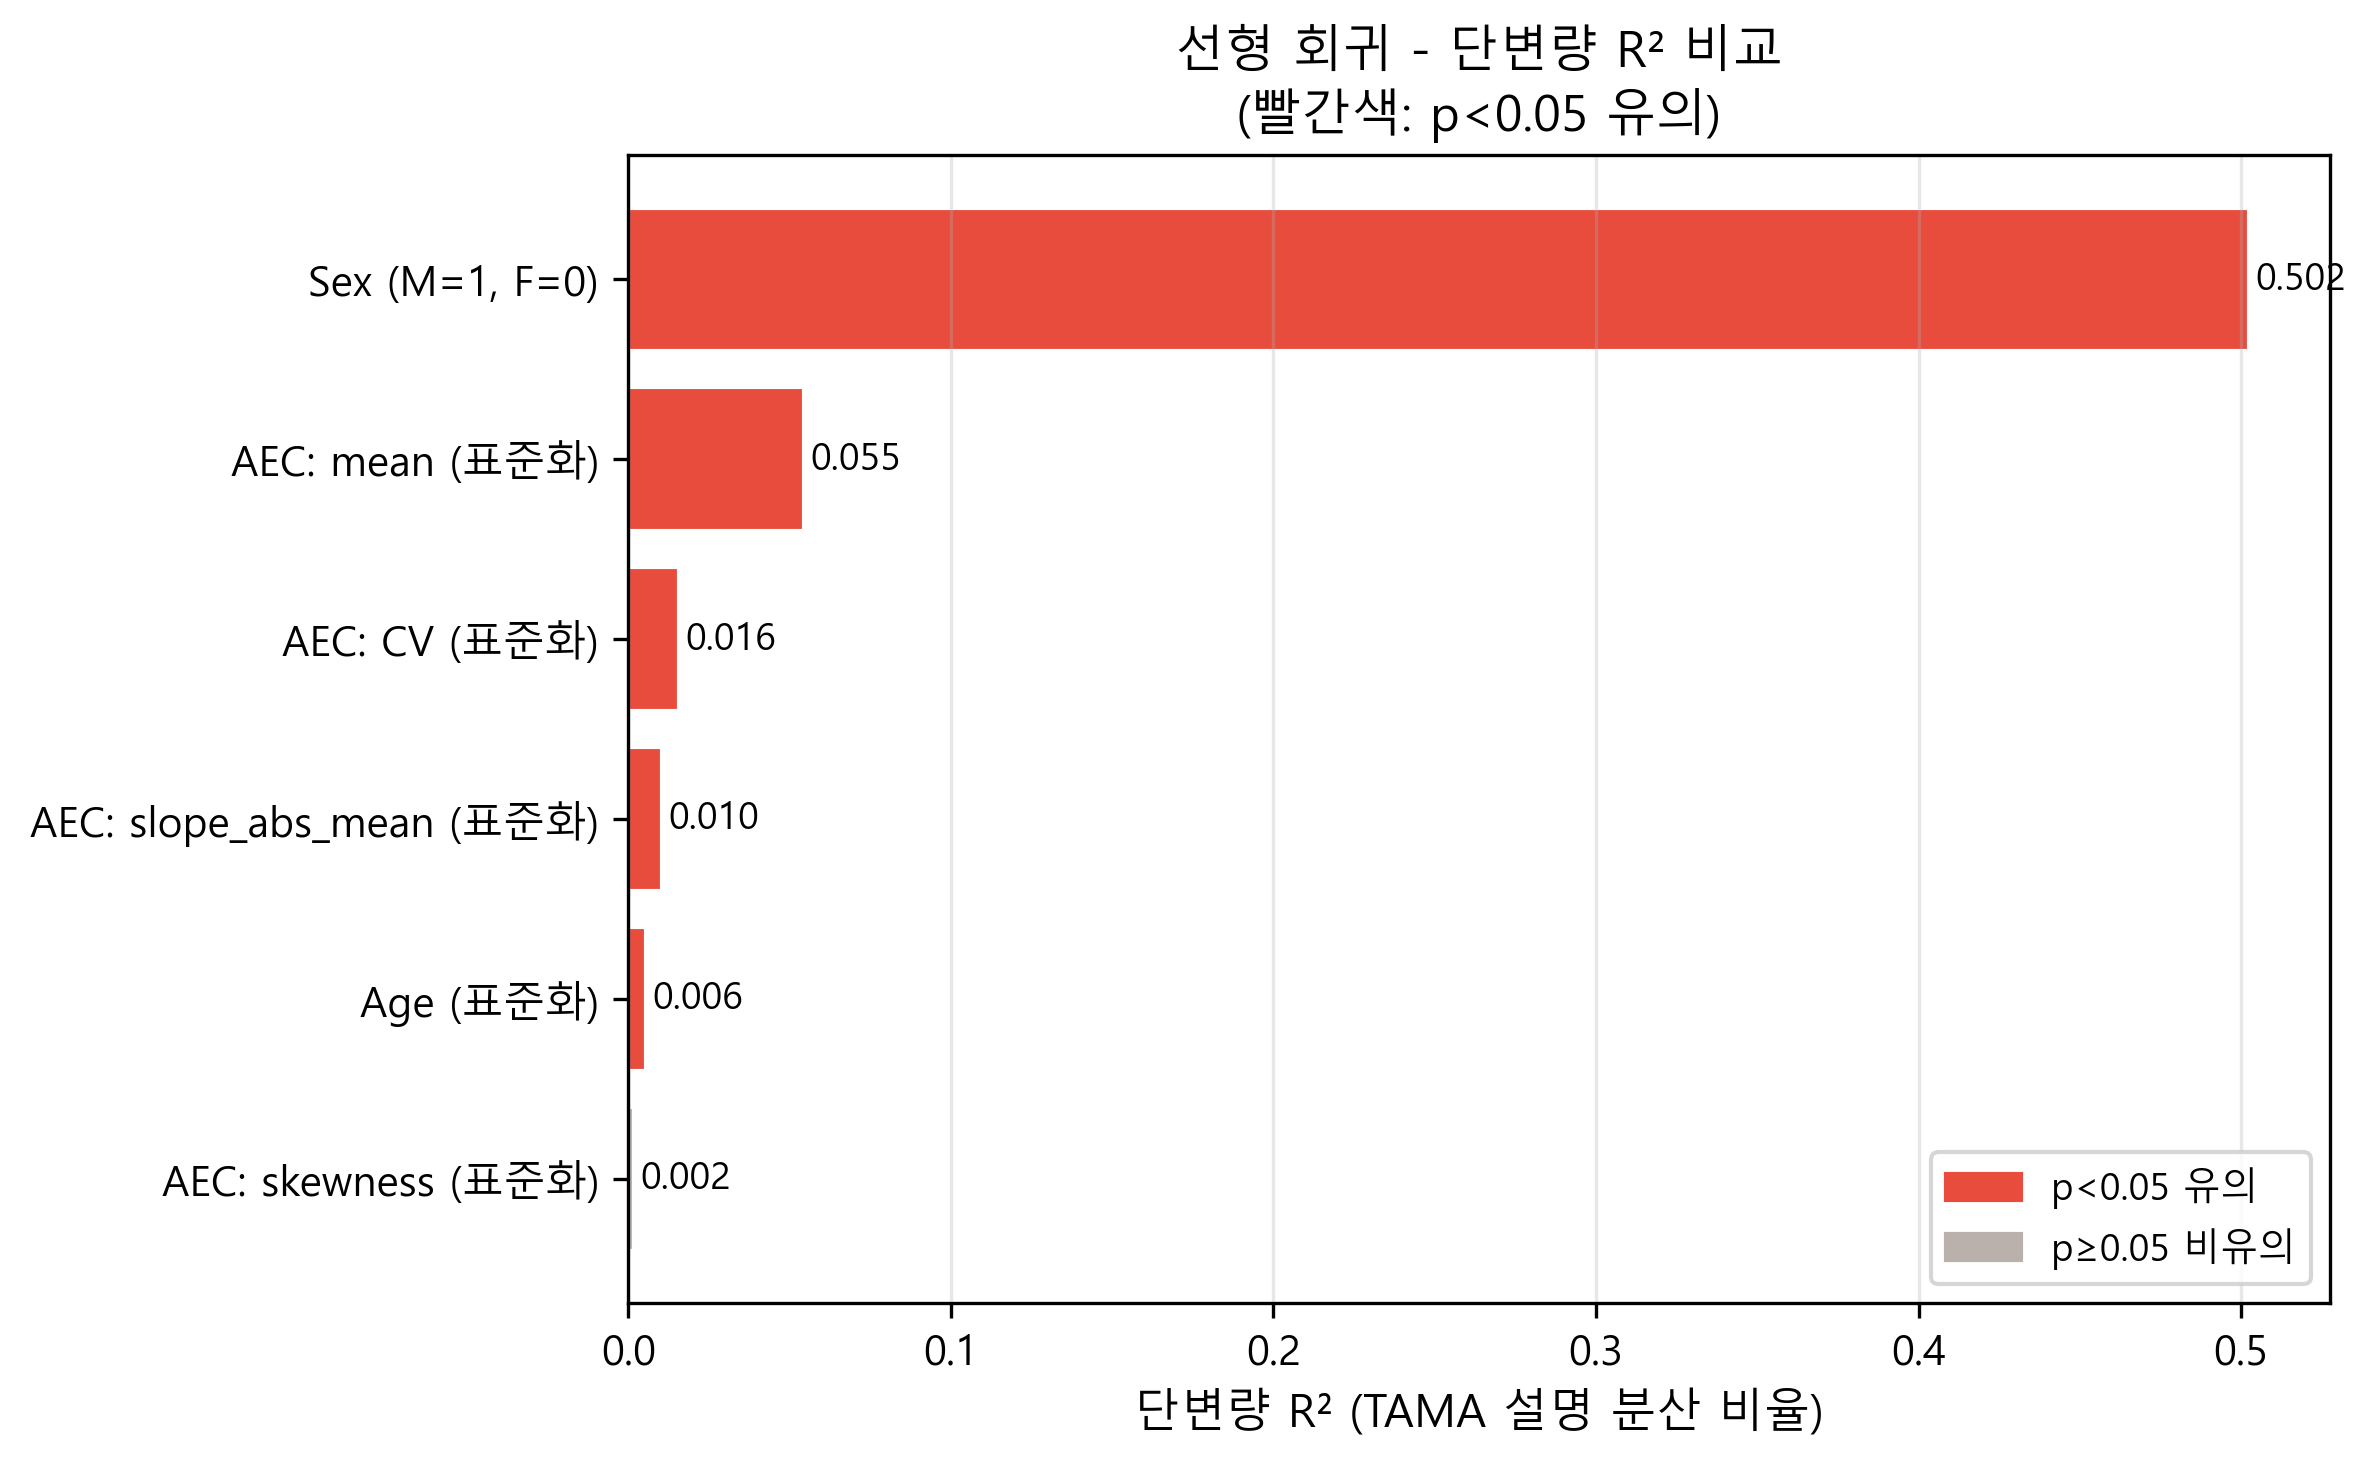 선형 회귀 - 단변량 R² 비교
(빨간색: p<0.05 유의)
Sex (M=1, F=0)
0.502
AEC: mean (표준화)
0.055
AEC: CV (표준화)
0.016
AEC: slope_abs_mean (표준화)
0.010
Age (표준화)
0.006
AEC: skewness (표준화)
0.002
p<0.05 유의
p≥0.05 비유의
0.0 0.1 0.2 0.3 0.4 0.5
단변량 R² (TAMA 설명 분산 비율)